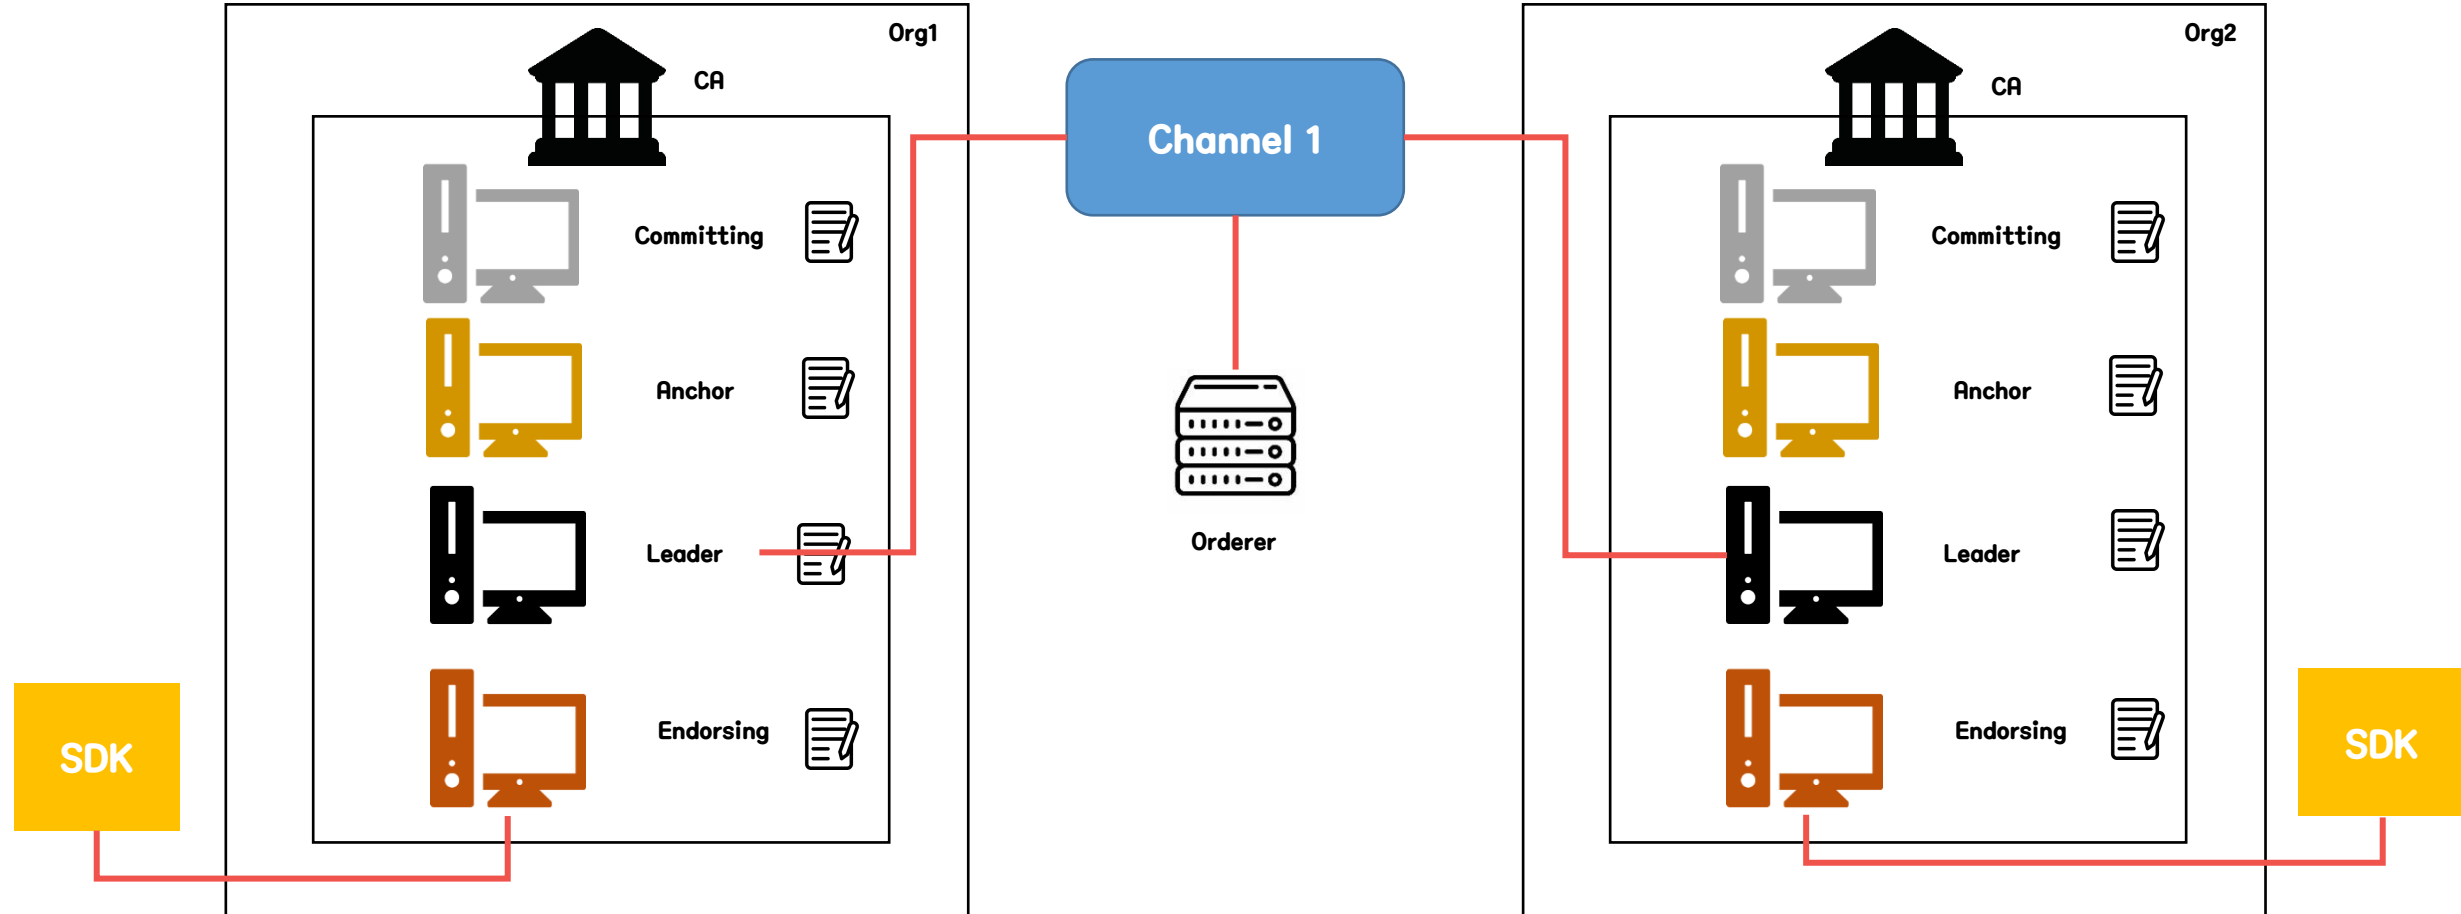 Org1
CA
Committing
Anchor
Leader
Endorsing
SDK
Channel 1
Orderer
Org2
CA
Committing
Anchor
Leader
Endorsing
SDK